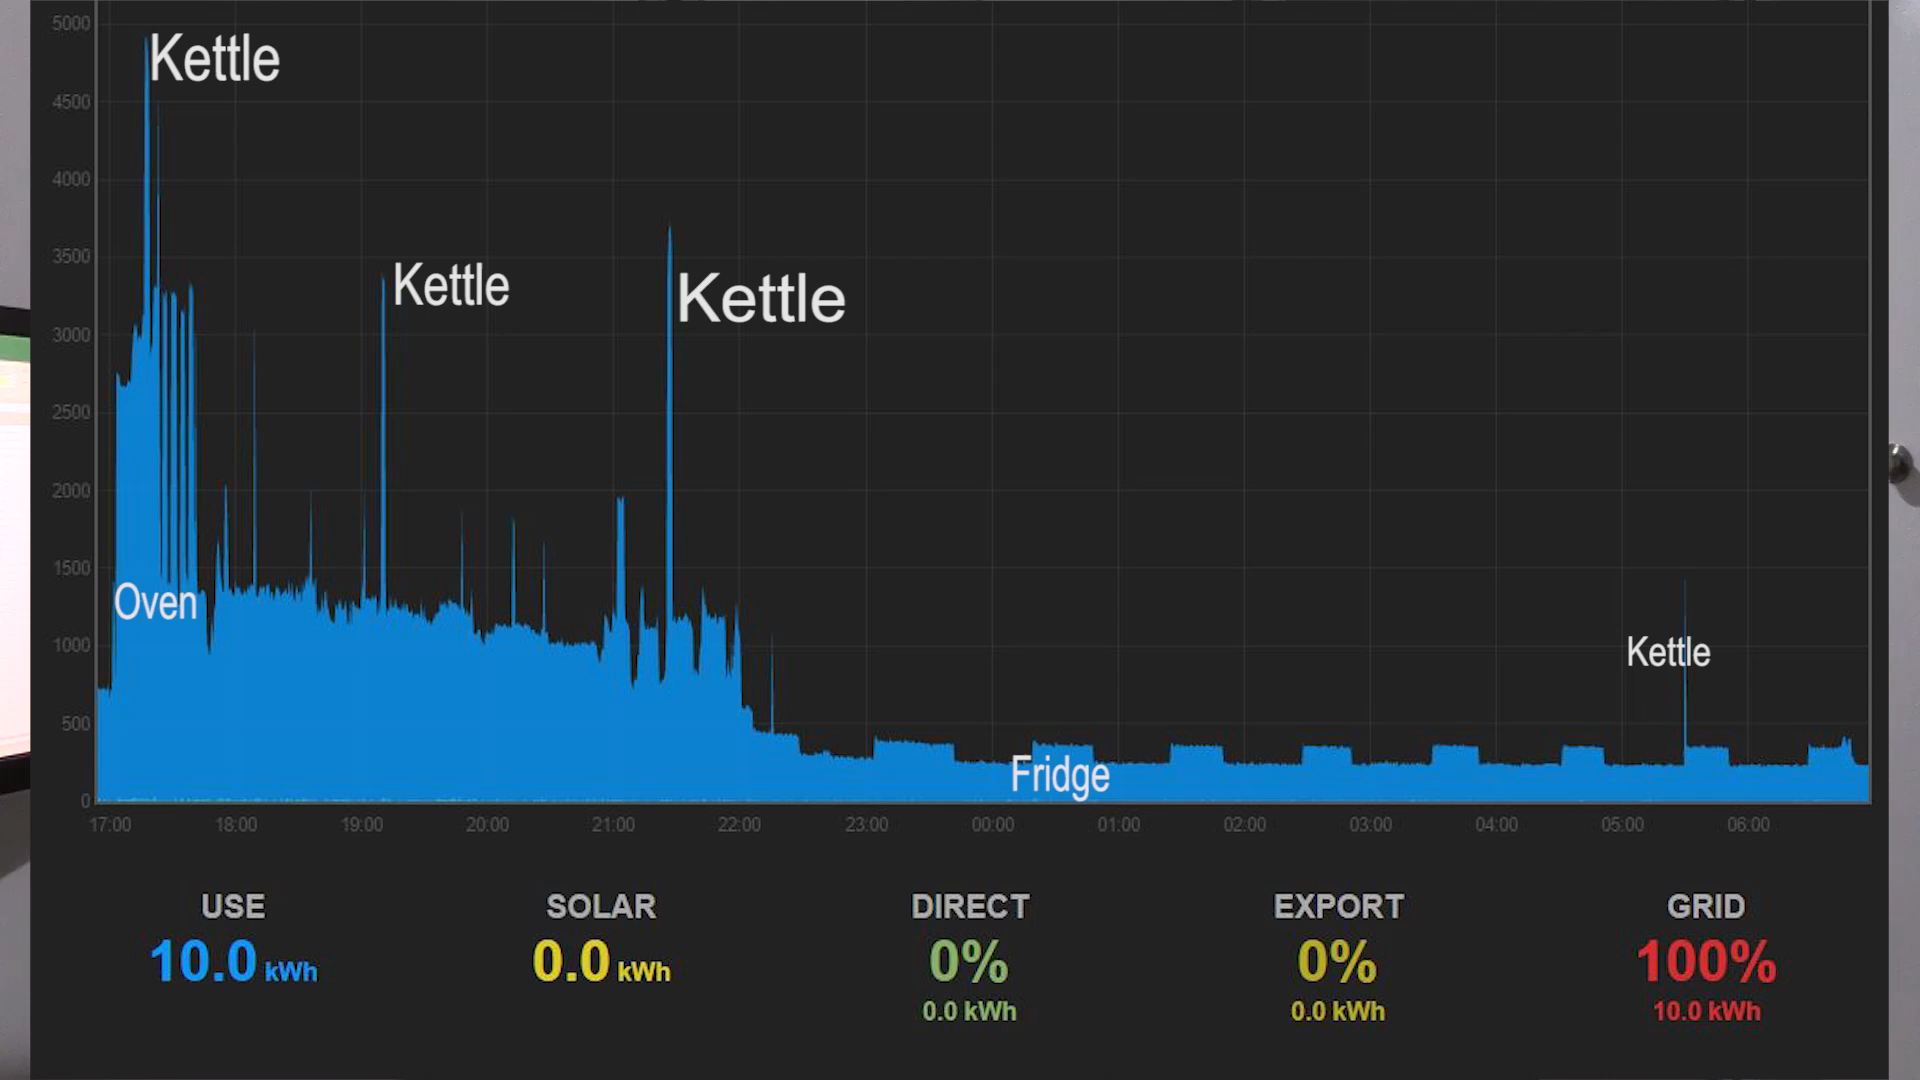 5000
Kettle
4500
4000
3500
Kettle
Kettle
3000
2500
2000
1500
Oven
1000
Kettle
500
Fridge
0
17:00 18:00 19:00 20:00 21:00 22:00 23:00 00:00 01:00 02:00 03:00 04:00 05:00 06:00
USE SOLAR DIRECT EXPORT GRID
10.0 kWh 0.0 kWh 0% 0% 100%
0.0 kWh 0.0 kWh 10.0 kWh